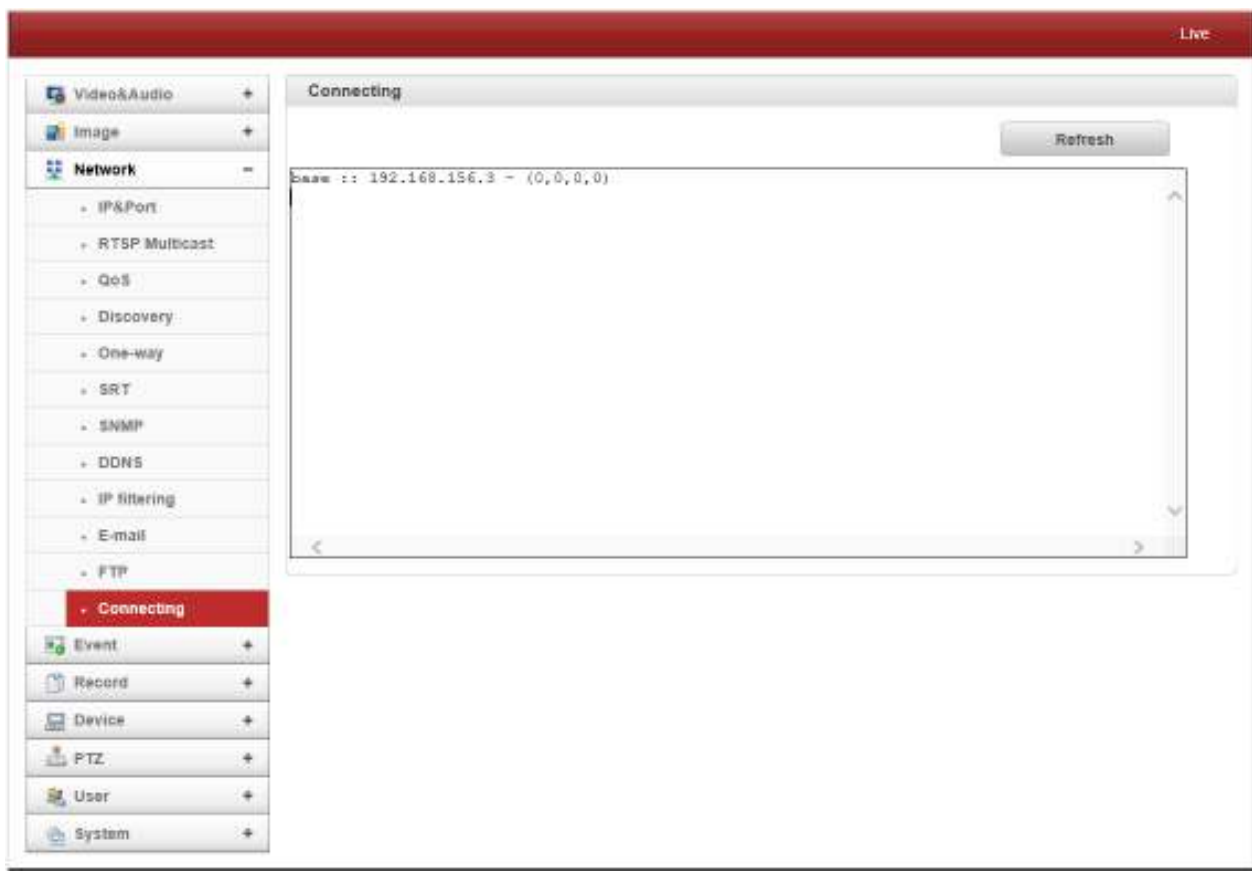 Live
Video&Audio +
Image +
Network −
IP&Port
RTSP Multicast
QoS
Discovery
One-way
SRT
SNMP
DDNS
IP filtering
E-mail
FTP
Connecting
Event +
Record +
Device +
PTZ +
User +
System +
Connecting
Refresh
base :: 192.168.156.3 - (0,0,0,0)